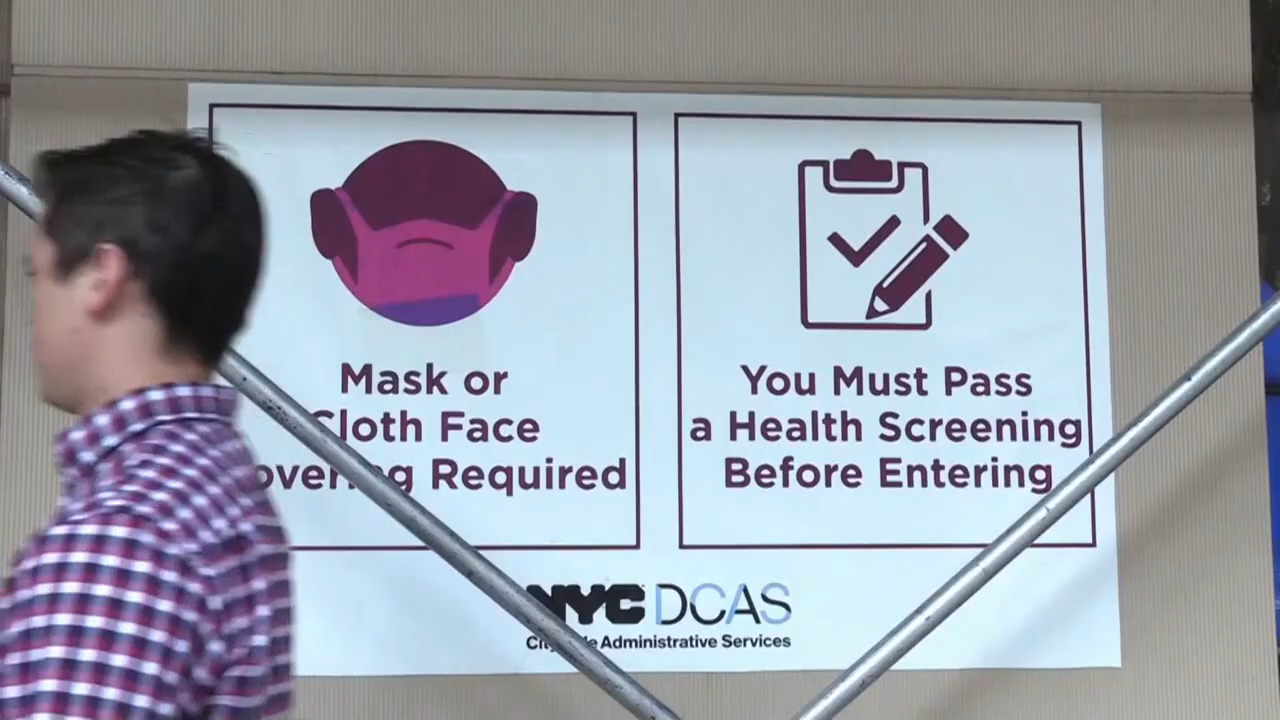 Mask or
Cloth Face
Required
You Must Pass
a Health Screening
Before Entering
NYC DCAS
Administrative Services